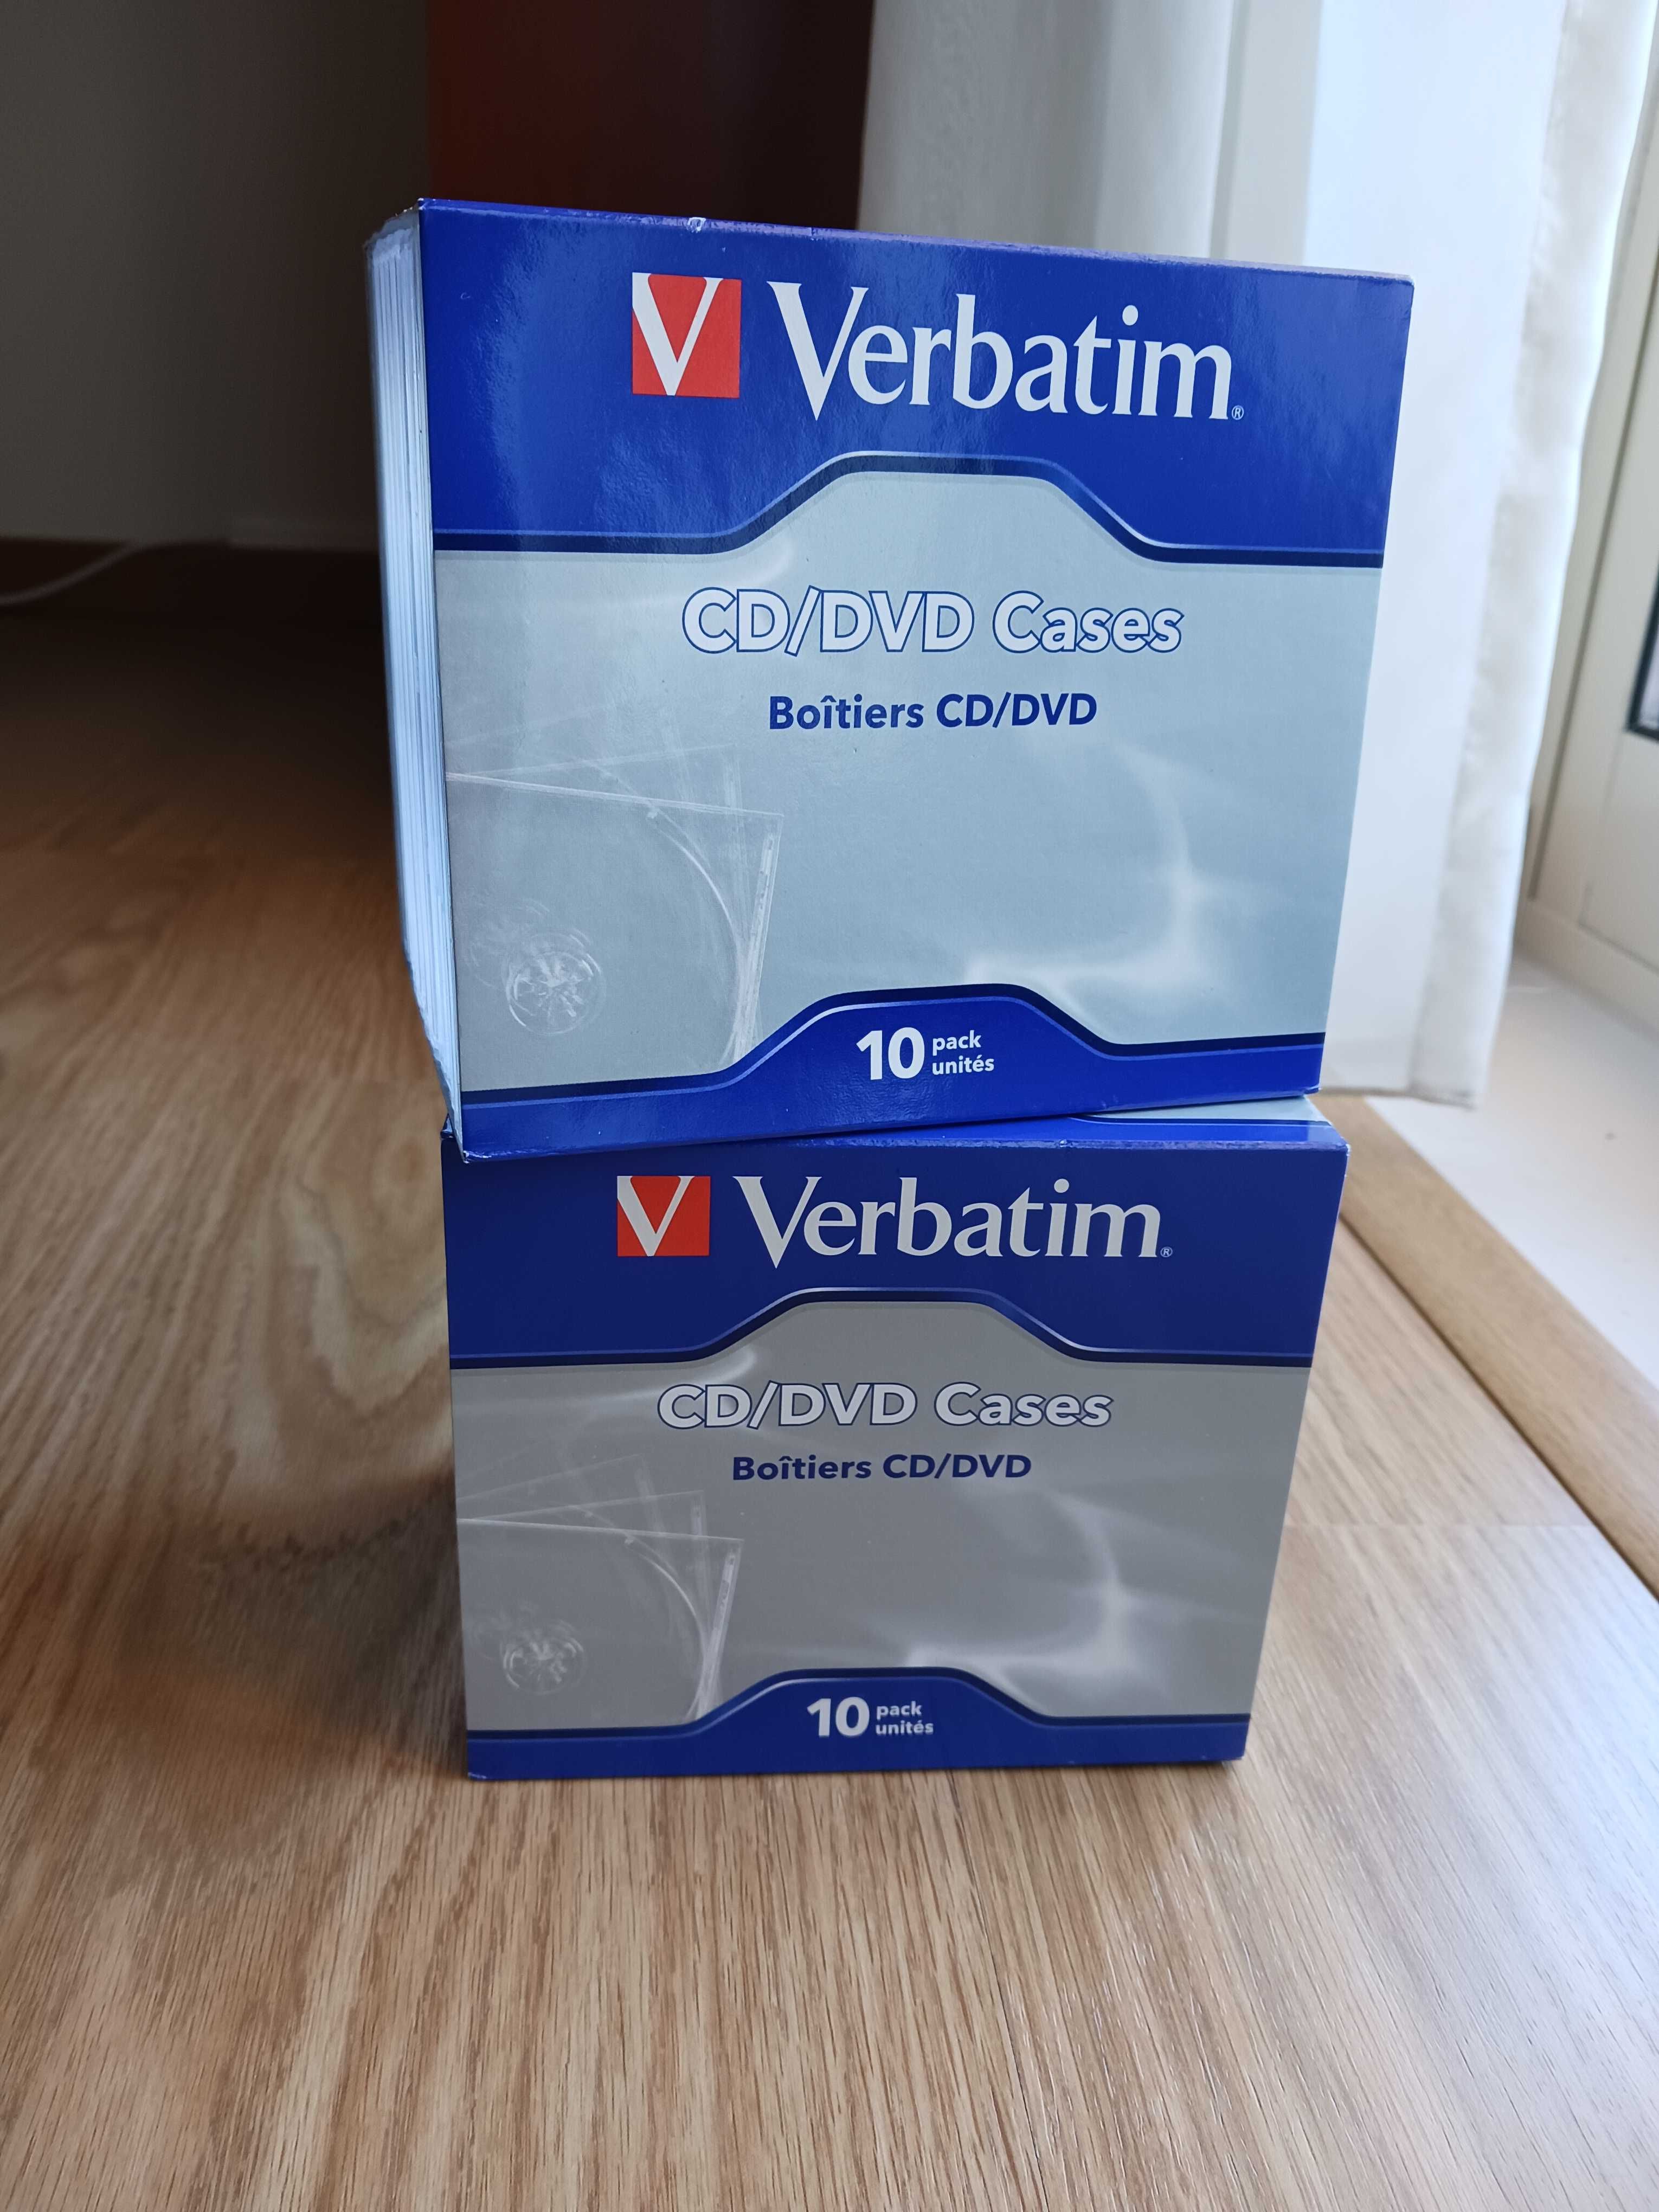 V Verbatim®
CD/DVD Cases
Boîtiers CD/DVD
10 pack
unités
V Verbatim®
CD/DVD Cases
Boîtiers CD/DVD
10 pack
unités